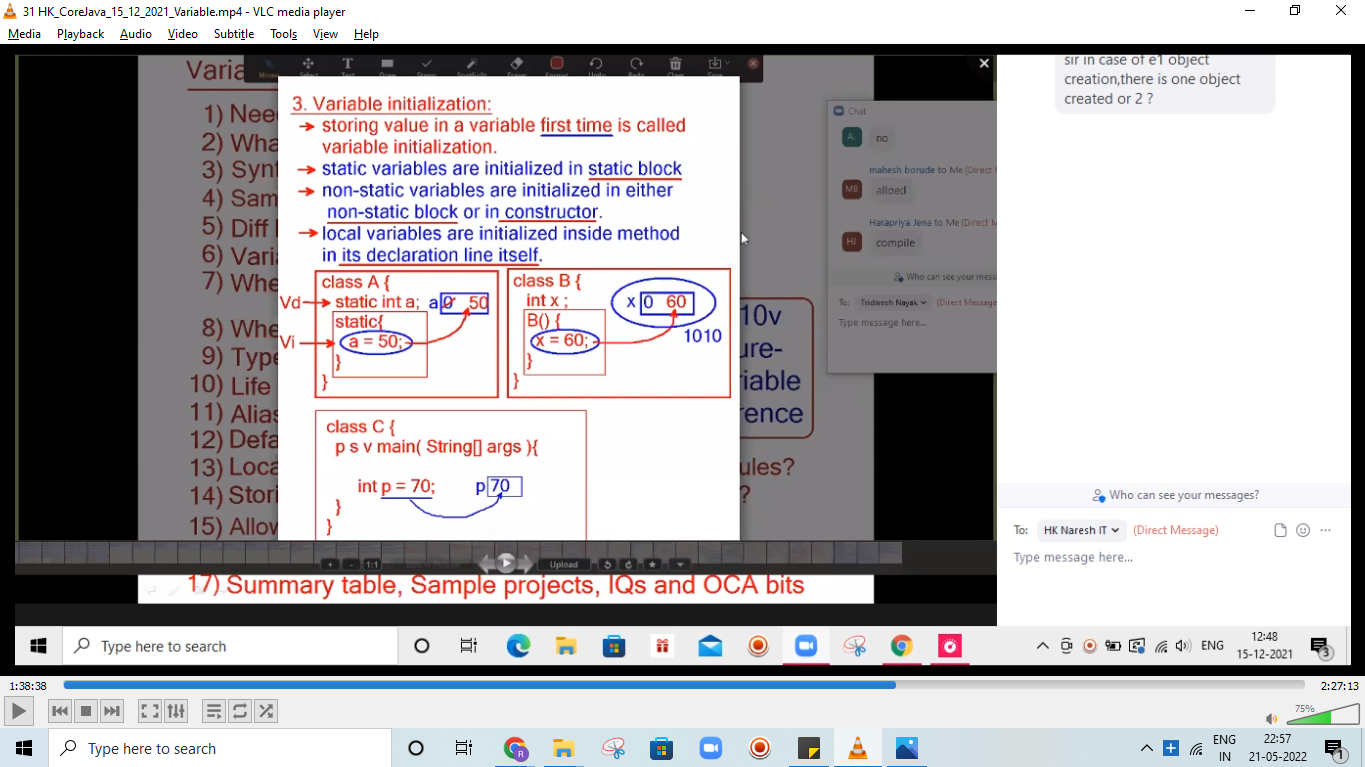 31 HK_CoreJava_15_12_2021_Variable.mp4 - VLC media player
Media Playback Audio Video Subtitle Tools View Help
Varia
1) Nee
2) Wha
3) Synt
4) Sam
5) Diff
6) Varia
7) Whe
8) Whe
9) Type
10) Life
11) Alias
12) Defa
13) Loca
14) Stori
15) Allow
3. Variable initialization:
→ storing value in a variable first time is called
variable initialization.
→ static variables are initialized in static block
→ non-static variables are initialized in either
non-static block or in constructor.
→ local variables are initialized inside method
in its declaration line itself.
class A {
Vd → static int a; a 0 50
static{
Vi → a = 50;
}
}
class B {
int x ; x 0 60
B() { 1010
x = 60;
}
}
class C {
p s v main( String[] args ){
int p = 70; p 70
}
}
10v
ure-
riable
rence
ules?
?
+ - 1:1 Upload
17) Summary table, Sample projects, IQs and OCA bits
Chat
A. no
mahesh borude to Me (Direct M
MB alloed
Harapriya Jena to Me (Direct M
HJ compile
Who can see your messa
To: Tridivesh Nayak (Direct Message
Type message here...
sir in case of e1 object
creation,there is one object
created or 2 ?
Who can see your messages?
To: HK Naresh IT (Direct Message)
Type message here...
Type here to search
ENG
12:48
15-12-2021
3
1:38:38 2:27:13
75%
Type here to search
ENG
IN
22:57
21-05-2022
1